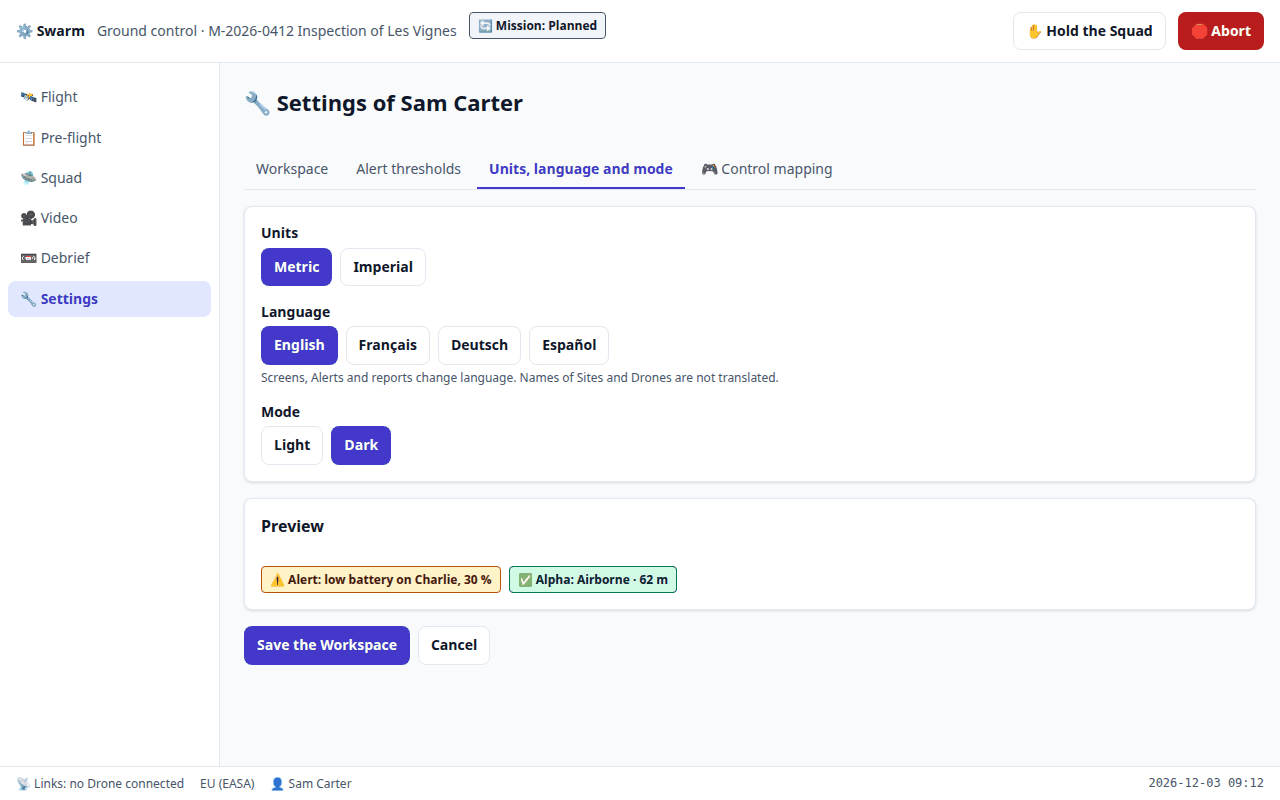 ⚙️ Swarm Ground control · M-2026-0412 Inspection of Les Vignes 🔄 Mission: Planned ✋ Hold the Squad 🛑 Abort
🛰️ Flight
📋 Pre-flight
🛸 Squad
🎥 Video
📼 Debrief
🔧 Settings
🔧 Settings of Sam Carter
Workspace Alert thresholds Units, language and mode 🎮 Control mapping
Units
Metric Imperial
Language
English Français Deutsch Español
Screens, Alerts and reports change language. Names of Sites and Drones are not translated.
Mode
Light Dark
Preview
⚠️ Alert: low battery on Charlie, 30 % ✅ Alpha: Airborne · 62 m
Save the Workspace Cancel
📡 Links: no Drone connected EU (EASA) 👤 Sam Carter 2026-12-03 09:12